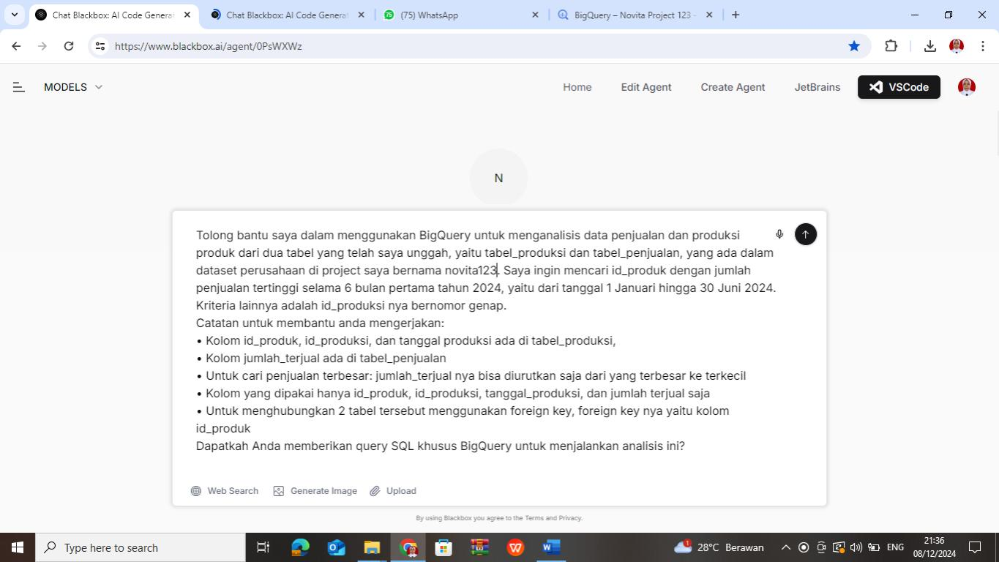 Chat Blackbox: AI Code Generat
Chat Blackbox: AI Code Generat
75 (75) WhatsApp
BigQuery – Novita Project 123 -
https://www.blackbox.ai/agent/0PsWXWz
MODELS
Home Edit Agent Create Agent JetBrains VSCode
N
Tolong bantu saya dalam menggunakan BigQuery untuk menganalisis data penjualan dan produksi
produk dari dua tabel yang telah saya unggah, yaitu tabel_produksi dan tabel_penjualan, yang ada dalam
dataset perusahaan di project saya bernama novita123. Saya ingin mencari id_produk dengan jumlah
penjualan tertinggi selama 6 bulan pertama tahun 2024, yaitu dari tanggal 1 Januari hingga 30 Juni 2024.
Kriteria lainnya adalah id_produksi nya bernomor genap.
Catatan untuk membantu anda mengerjakan:
• Kolom id_produk, id_produksi, dan tanggal produksi ada di tabel_produksi,
• Kolom jumlah_terjual ada di tabel_penjualan
• Untuk cari penjualan terbesar: jumlah_terjual nya bisa diurutkan saja dari yang terbesar ke terkecil
• Kolom yang dipakai hanya id_produk, id_produksi, tanggal_produksi, dan jumlah terjual saja
• Untuk menghubungkan 2 tabel tersebut menggunakan foreign key, foreign key nya yaitu kolom
id_produk
Dapatkah Anda memberikan query SQL khusus BigQuery untuk menjalankan analisis ini?
Web Search Generate Image Upload
By using Blackbox you agree to the Terms and Privacy.
Type here to search
1
28°C Berawan
ENG
21:36
08/12/2024